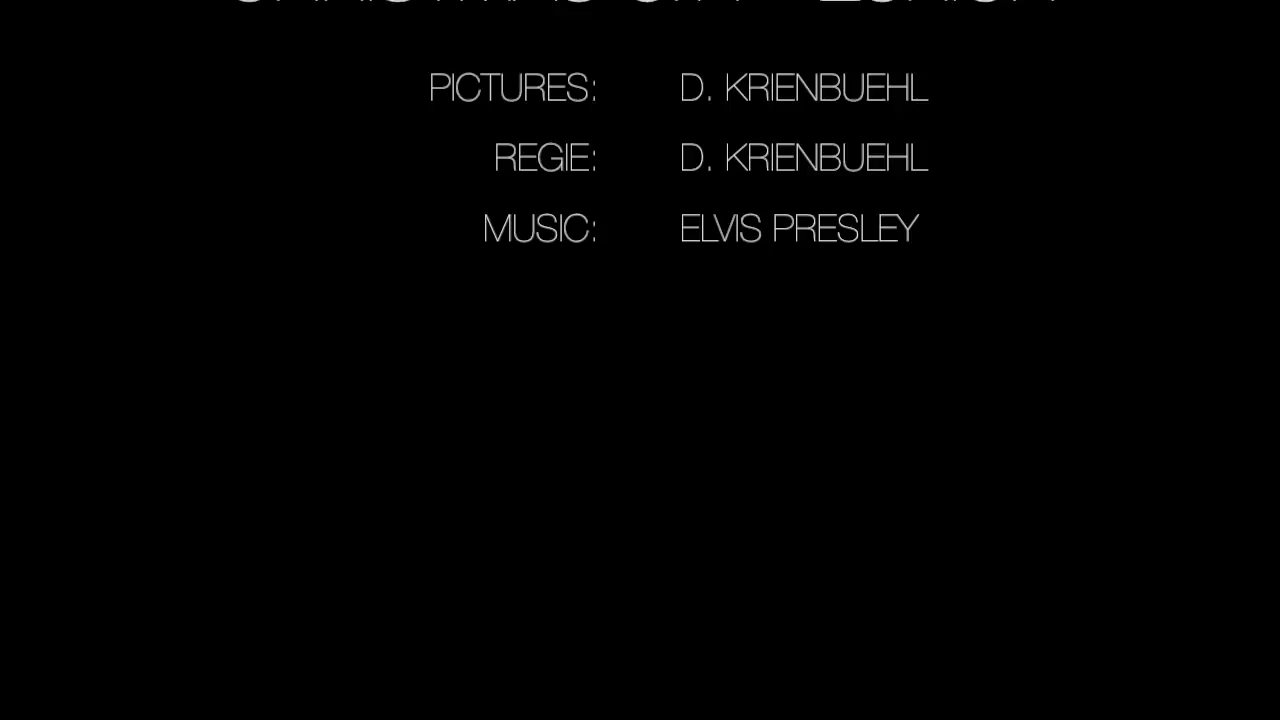 PICTURES: D. KRIENBUEHL
REGIE: D. KRIENBUEHL
MUSIC: ELVIS PRESLEY